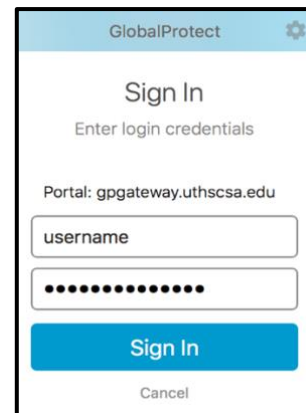 GlobalProtect
Sign In
Enter login credentials
Portal: gpgateway.uthscsa.edu
username
••••••••••••••
Sign In
Cancel